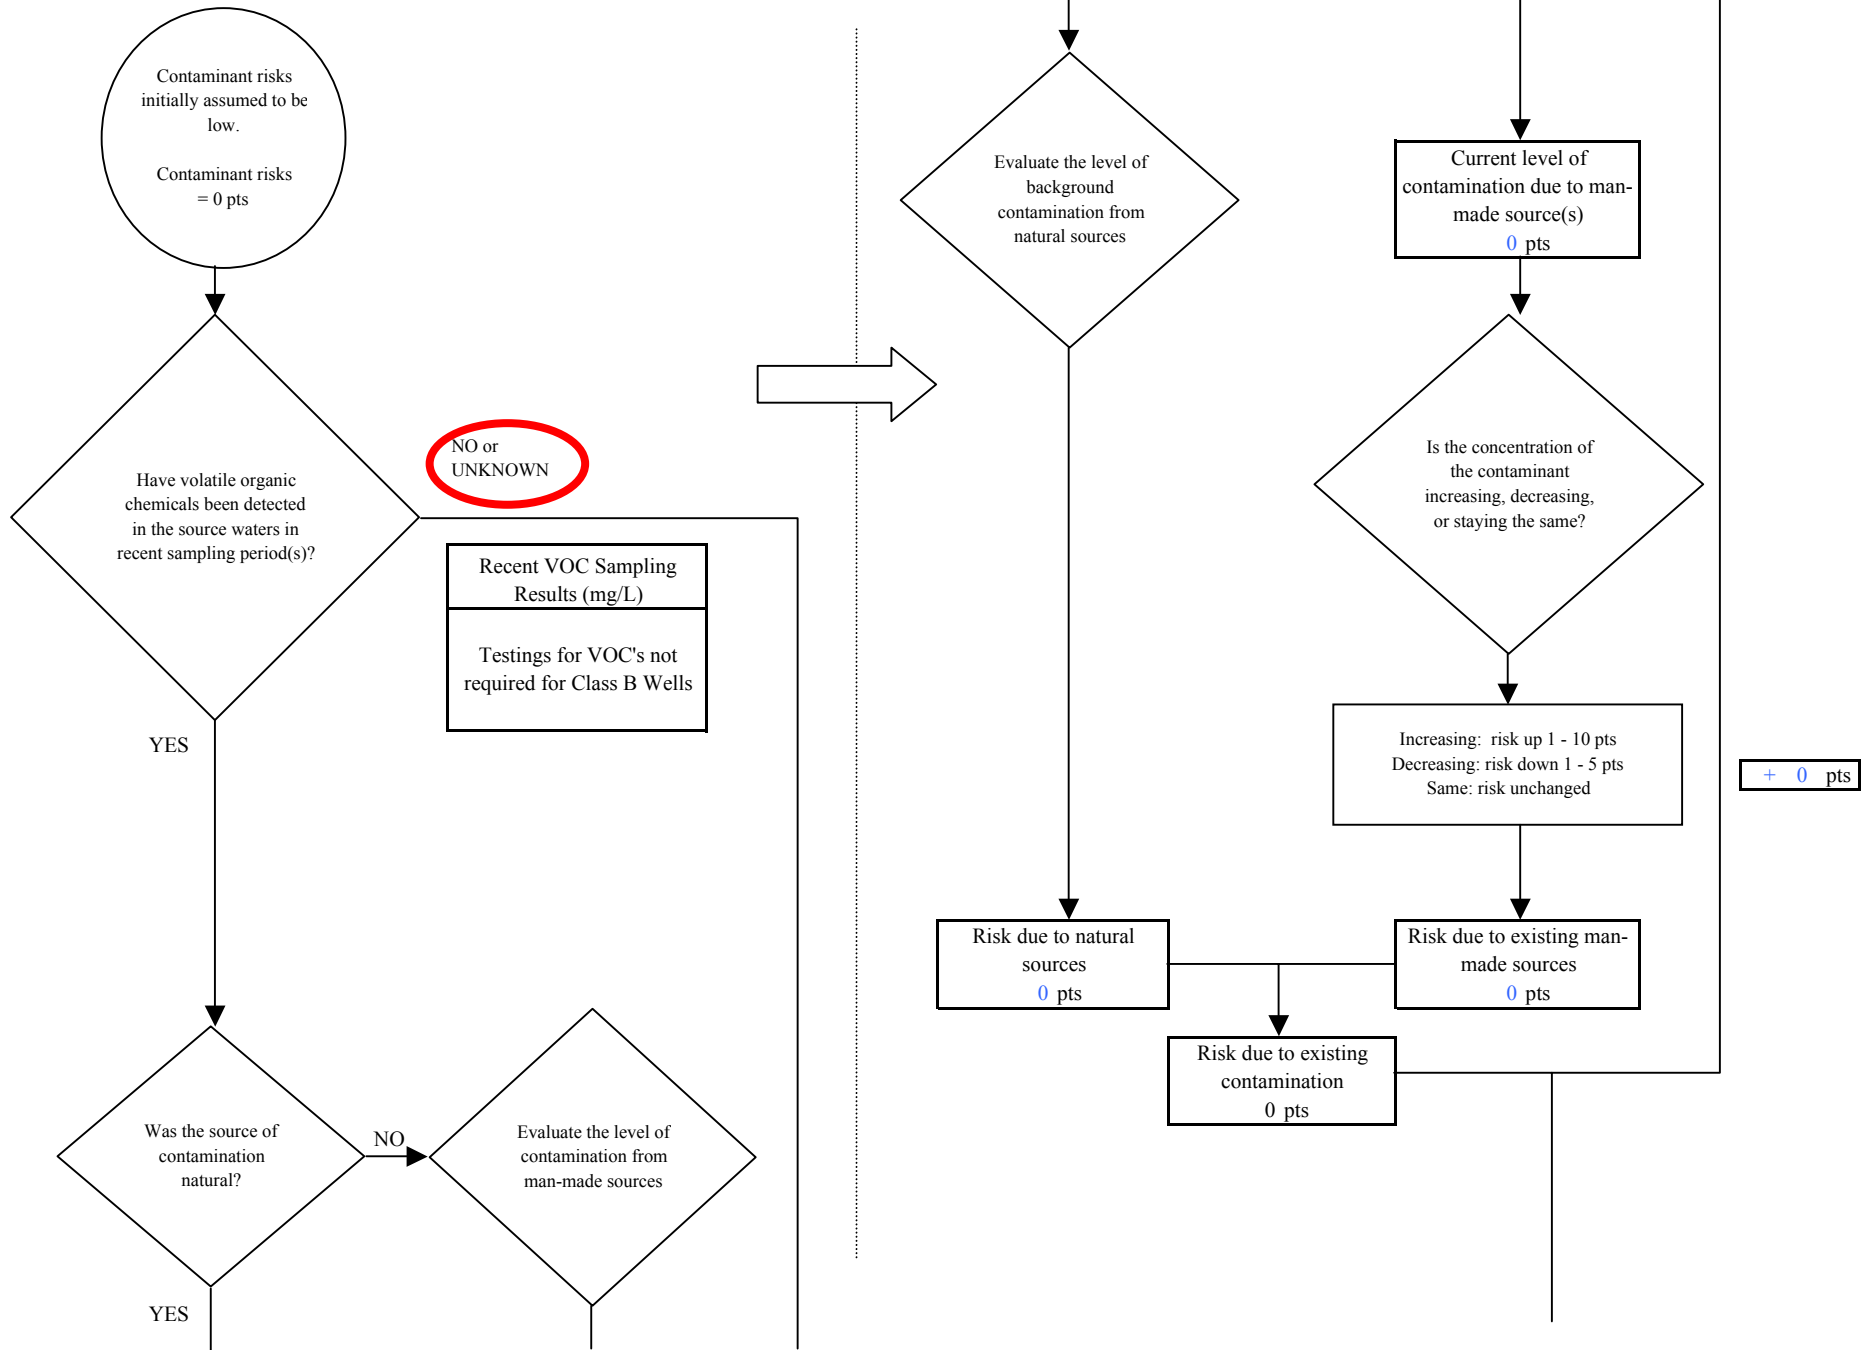 Contaminant risks
initially assumed to be
low.
Contaminant risks
= 0 pts
Have volatile organic
chemicals been detected
in the source waters in
recent sampling period(s)?
NO or
UNKNOWN
Recent VOC Sampling
Results (mg/L)
Testings for VOC's not
required for Class B Wells
YES
Was the source of
contamination
natural?
NO
Evaluate the level of
contamination from
man-made sources
YES
Evaluate the level of
background
contamination from
natural sources
Current level of
contamination due to man-
made source(s)
0 pts
Is the concentration of
the contaminant
increasing, decreasing,
or staying the same?
Increasing: risk up 1 - 10 pts
Decreasing: risk down 1 - 5 pts
Same: risk unchanged
+ 0 pts
Risk due to natural
sources
0 pts
Risk due to existing man-
made sources
0 pts
Risk due to existing
contamination
0 pts